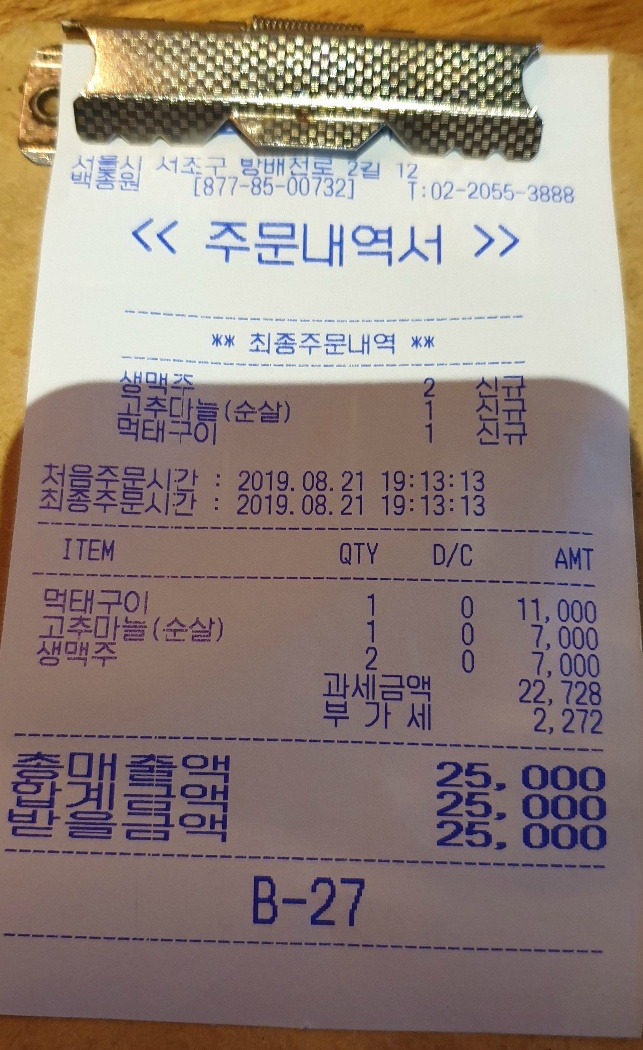 서울시 서초구 방배천로 2길 12
백종원 [877-85-00732] T:02-2055-3888
<< 주문내역서 >>
** 최종주문내역 **
생맥주 2 신규
고추마늘(순살) 1 신규
먹태구이 1 신규
처음주문시간 : 2019.08.21 19:13:13
최종주문시간 : 2019.08.21 19:13:13
ITEM QTY D/C AMT
먹태구이 1 0 11,000
고추마늘(순살) 1 0 7,000
생맥주 2 0 7,000
과세금액 22,728
부 가 세 2,272
총매출액 25,000
합계금액 25,000
받을금액 25,000
B-27